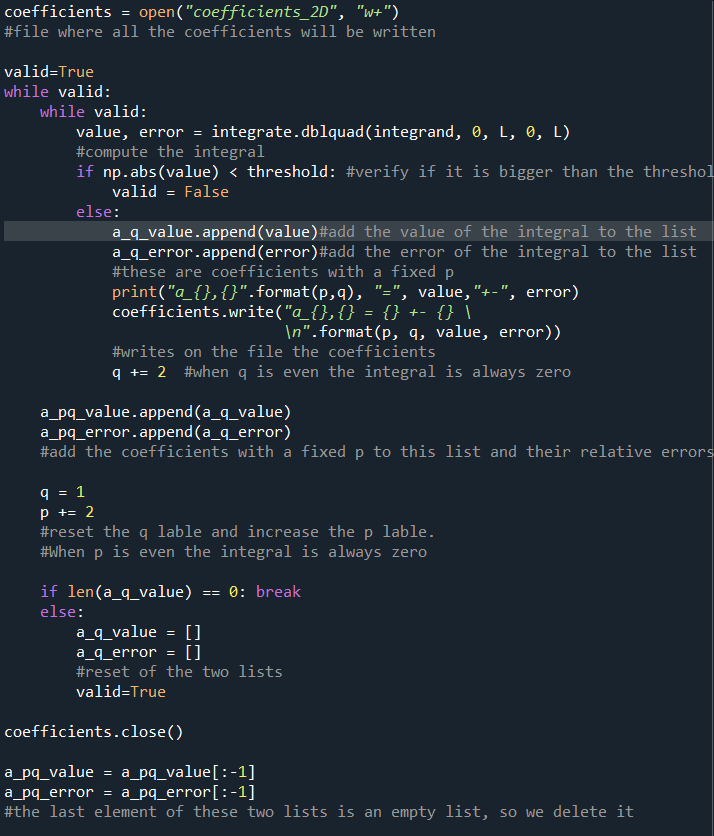 coefficients = open("coefficients_2D", "w+")
#file where all the coefficients will be written
valid=True
while valid:
    while valid:
        value, error = integrate.dblquad(integrand, 0, L, 0, L)
        #compute the integral
        if np.abs(value) < threshold: #verify if it is bigger than the threshol
            valid = False
        else:
            a_q_value.append(value)#add the value of the integral to the list
            a_q_error.append(error)#add the error of the integral to the list
            #these are coefficients with a fixed p
            print("a_{},{}".format(p,q), "=", value,"+-", error)
            coefficients.write("a_{},{} = {} +- {} \
                               \n".format(p, q, value, error))
            #writes on the file the coefficients
            q += 2  #when q is even the integral is always zero
    a_pq_value.append(a_q_value)
    a_pq_error.append(a_q_error)
    #add the coefficients with a fixed p to this list and their relative errors
    q = 1
    p += 2
    #reset the q lable and increase the p lable.
    #When p is even the integral is always zero
    if len(a_q_value) == 0: break
    else:
        a_q_value = []
        a_q_error = []
        #reset of the two lists
        valid=True
coefficients.close()
a_pq_value = a_pq_value[:-1]
a_pq_error = a_pq_error[:-1]
#the last element of these two lists is an empty list, so we delete it